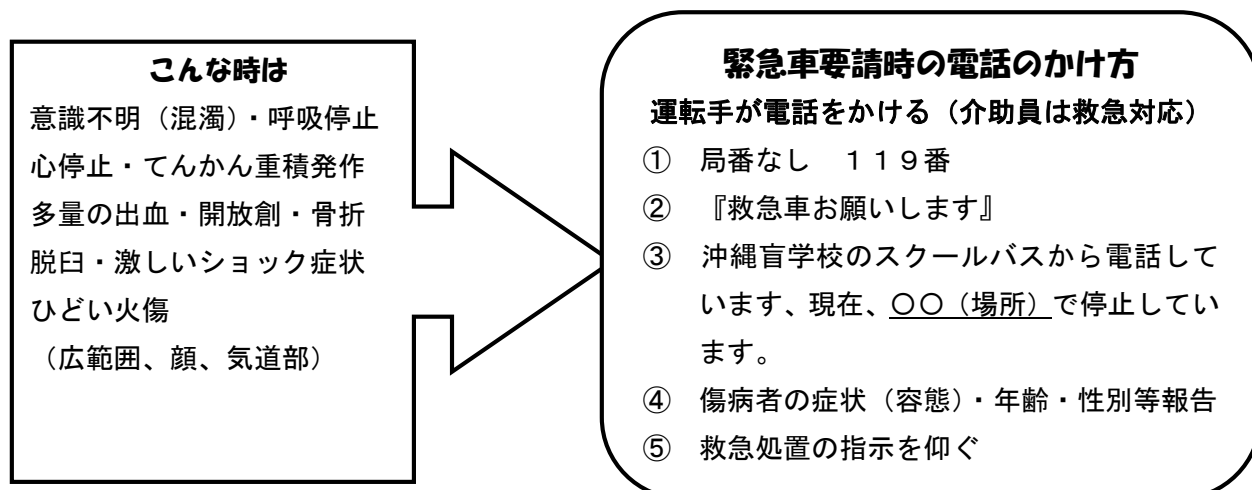 こんな時は
意識不明（混濁）・呼吸停止
心停止・てんかん重積発作
多量の出血・開放創・骨折
脱臼・激しいショック症状
ひどい火傷
（広範囲、顔、気道部）
緊急車要請時の電話のかけ方
運転手が電話をかける（介助員は救急対応）
① 局番なし　１１９番
② 『救急車お願いします』
③ 沖縄盲学校のスクールバスから電話して
います、現在、〇〇（場所）で停止してい
ます。
④ 傷病者の症状（容態）・年齢・性別等報告
⑤ 救急処置の指示を仰ぐ